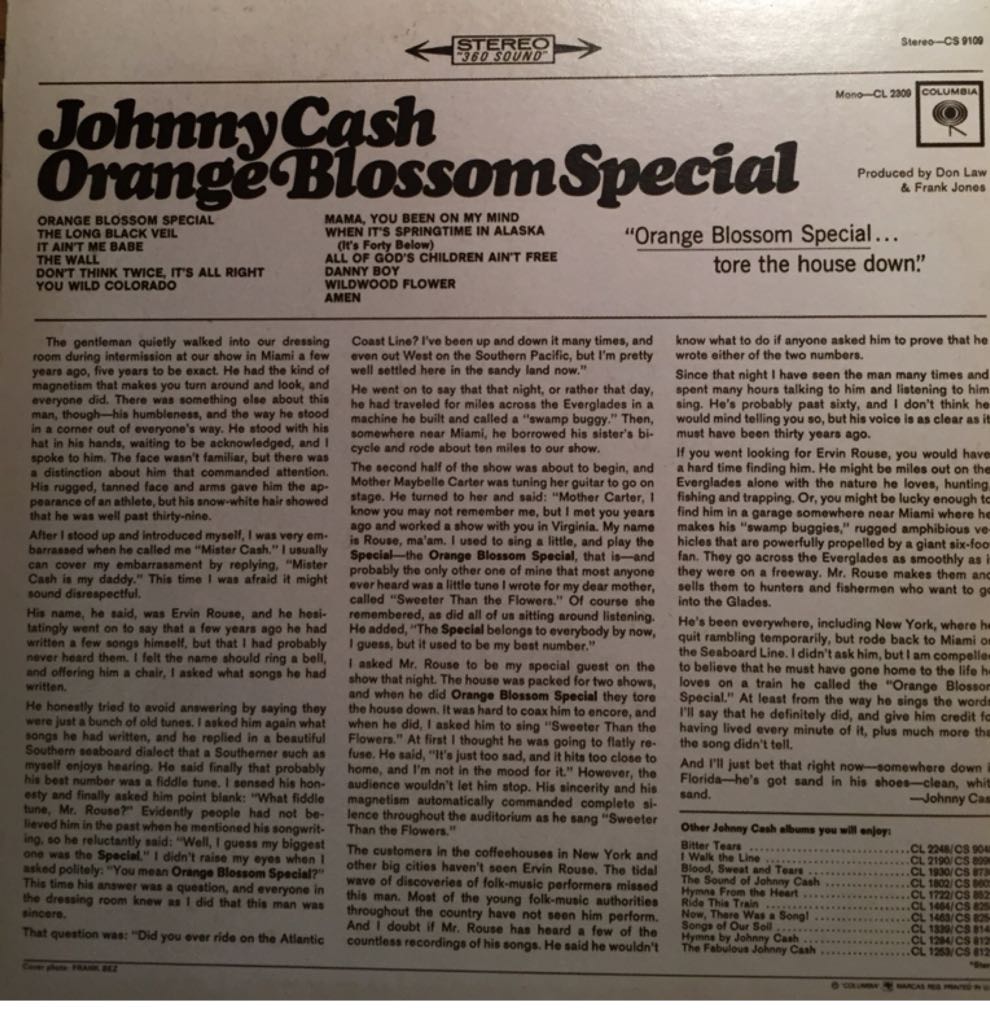 STEREO
"360 SOUND"
Stereo—CS 9109
Mono—CL 2309
COLUMBIA
Johnny Cash
Orange Blossom Special
Produced by Don Law
& Frank Jones
ORANGE BLOSSOM SPECIAL
THE LONG BLACK VEIL
IT AIN'T ME BABE
THE WALL
DON'T THINK TWICE, IT'S ALL RIGHT
YOU WILD COLORADO
MAMA, YOU BEEN ON MY MIND
WHEN IT'S SPRINGTIME IN ALASKA
(It's Forty Below)
ALL OF GOD'S CHILDREN AIN'T FREE
DANNY BOY
WILDWOOD FLOWER
AMEN
"Orange Blossom Special...
tore the house down."
The gentleman quietly walked into our dressing
room during intermission at our show in Miami a few
years ago, five years to be exact. He had the kind of
magnetism that makes you turn around and look, and
everyone did. There was something else about this
man, though—his humbleness, and the way he stood
in a corner out of everyone's way. He stood with his
hat in his hands, waiting to be acknowledged, and I
spoke to him. The face wasn't familiar, but there was
a distinction about him that commanded attention.
His rugged, tanned face and arms gave him the ap-
pearance of an athlete, but his snow-white hair showed
that he was well past thirty-nine.
After I stood up and introduced myself, I was very em-
barrassed when he called me "Mister Cash." I usually
can cover my embarrassment by replying, "Mister
Cash is my daddy." This time I was afraid it might
sound disrespectful.
His name, he said, was Ervin Rouse, and he hesi-
tatingly went on to say that a few years ago he had
written a few songs himself, but that I had probably
never heard them. I felt the name should ring a bell,
and offering him a chair, I asked what songs he had
written.
He honestly tried to avoid answering by saying they
were just a bunch of old tunes. I asked him again what
songs he had written, and he replied in a beautiful
Southern seaboard dialect that a Southerner such as
myself enjoys hearing. He said finally that probably
his best number was a fiddle tune. I sensed his hon-
esty and finally asked him point blank: "What fiddle
tune, Mr. Rouse?" Evidently people had not be-
lieved him in the past when he mentioned his songwrit-
ing, so he reluctantly said: "Well, I guess my biggest
one was the Special." I didn't raise my eyes when I
asked politely: "You mean Orange Blossom Special?"
This time his answer was a question, and everyone in
the dressing room knew as I did that this man was
sincere.
That question was: "Did you ever ride on the Atlantic
Coast Line? I've been up and down it many times, and
even out West on the Southern Pacific, but I'm pretty
well settled here in the sandy land now."
He went on to say that that night, or rather that day,
he had traveled for miles across the Everglades in a
machine he built and called a "swamp buggy." Then,
somewhere near Miami, he borrowed his sister's bi-
cycle and rode about ten miles to our show.
The second half of the show was about to begin, and
Mother Maybelle Carter was tuning her guitar to go on
stage. He turned to her and said: "Mother Carter, I
know you may not remember me, but I met you years
ago and worked a show with you in Virginia. My name
is Rouse, ma'am. I used to sing a little, and play the
Special—the Orange Blossom Special, that is—and
probably the only other one of mine that most anyone
ever heard was a little tune I wrote for my dear mother,
called "Sweeter Than the Flowers." Of course she
remembered, as did all of us sitting around listening.
He added, "The Special belongs to everybody by now,
I guess, but it used to be my best number."
I asked Mr. Rouse to be my special guest on the
show that night. The house was packed for two shows,
and when he did Orange Blossom Special they tore
the house down. It was hard to coax him to encore, and
when he did, I asked him to sing "Sweeter Than the
Flowers." At first I thought he was going to flatly re-
fuse. He said, "It's just too sad, and it hits too close to
home, and I'm not in the mood for it." However, the
audience wouldn't let him stop. His sincerity and his
magnetism automatically commanded complete si-
lence throughout the auditorium as he sang "Sweeter
Than the Flowers."
The customers in the coffeehouses in New York and
other big cities haven't seen Ervin Rouse. The tidal
wave of discoveries of folk-music performers missed
this man. Most of the young folk-music authorities
throughout the country have not seen him perform.
And I doubt if Mr. Rouse has heard a few of the
countless recordings of his songs. He said he wouldn't
know what to do if anyone asked him to prove that he
wrote either of the two numbers.
Since that night I have seen the man many times and
spent many hours talking to him and listening to him
sing. He's probably past sixty, and I don't think he
would mind telling you so, but his voice is as clear as it
must have been thirty years ago.
If you went looking for Ervin Rouse, you would have
a hard time finding him. He might be miles out on the
Everglades alone with the nature he loves, hunting,
fishing and trapping. Or, you might be lucky enough to
find him in a garage somewhere near Miami where he
makes his "swamp buggies," rugged amphibious ve-
hicles that are powerfully propelled by a giant six-foo
fan. They go across the Everglades as smoothly as i
they were on a freeway. Mr. Rouse makes them and
sells them to hunters and fishermen who want to go
into the Glades.
He's been everywhere, including New York, where he
quit rambling temporarily, but rode back to Miami on
the Seaboard Line. I didn't ask him, but I am compelle
to believe that he must have gone home to the life h
loves on a train he called the "Orange Blossom
Special." At least from the way he sings the words
I'll say that he definitely did, and give him credit fo
having lived every minute of it, plus much more tha
the song didn't tell.
And I'll just bet that right now—somewhere down i
Florida—he's got sand in his shoes—clean, whit
sand.
—Johnny Cas
Other Johnny Cash albums you will enjoy:
Bitter Tears CL 2248/CS 904
I Walk the Line CL 2190/CS 899
Blood, Sweat and Tears CL 1930/CS 873
The Sound of Johnny Cash CL 1802/CS 860
Hymns From the Heart CL 1722/CS 852
Ride This Train CL 1464/CS 825
Now, There Was a Song! CL 1463/CS 825
Songs of Our Soil CL 1339/CS 814
Hymns by Johnny Cash CL 1284/CS 812
The Fabulous Johnny Cash CL 1253/CS 812
Cover photo: FRANK BEZ
© "COLUMBIA" MARCAS REG. PRINTED IN U